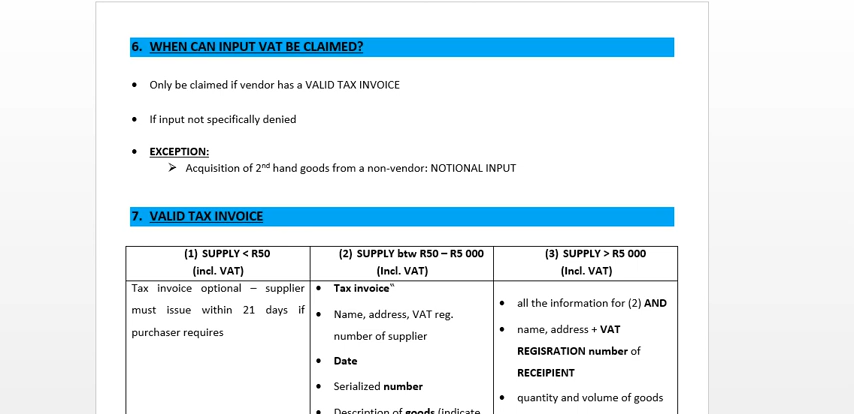 6. WHEN CAN INPUT VAT BE CLAIMED?
• Only be claimed if vendor has a VALID TAX INVOICE
• If input not specifically denied
• EXCEPTION:
➢ Acquisition of 2nd hand goods from a non-vendor: NOTIONAL INPUT
7. VALID TAX INVOICE
(1) SUPPLY < R50
(incl. VAT)
(2) SUPPLY btw R50 – R5 000
(Incl. VAT)
(3) SUPPLY > R5 000
(Incl. VAT)
Tax invoice optional – supplier
must issue within 21 days if
purchaser requires
• Tax invoice"
• Name, address, VAT reg.
number of supplier
• Date
• Serialized number
• Description of goods (indicate
• all the information for (2) AND
• name, address + VAT
REGISRATION number of
RECEIPIENT
• quantity and volume of goods